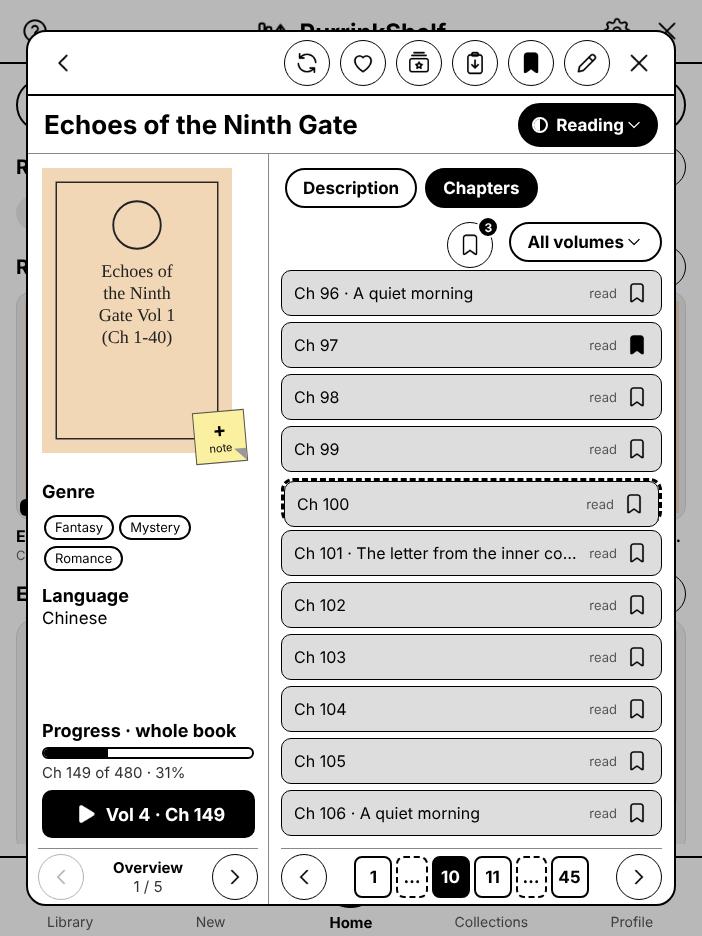 Echoes of the Ninth Gate
Reading
Echoes of
the Ninth
Gate Vol 1
(Ch 1-40)
+
note
Genre
Fantasy
Mystery
Romance
Language
Chinese
Progress · whole book
Ch 149 of 480 · 31%
Vol 4 · Ch 149
Overview
1 / 5
Description
Chapters
3
All volumes
Ch 96 · A quiet morning read
Ch 97 read
Ch 98 read
Ch 99 read
Ch 100 read
Ch 101 · The letter from the inner co... read
Ch 102 read
Ch 103 read
Ch 104 read
Ch 105 read
Ch 106 · A quiet morning read
1 ... 10 11 ... 45
Library
New
Home
Collections
Profile